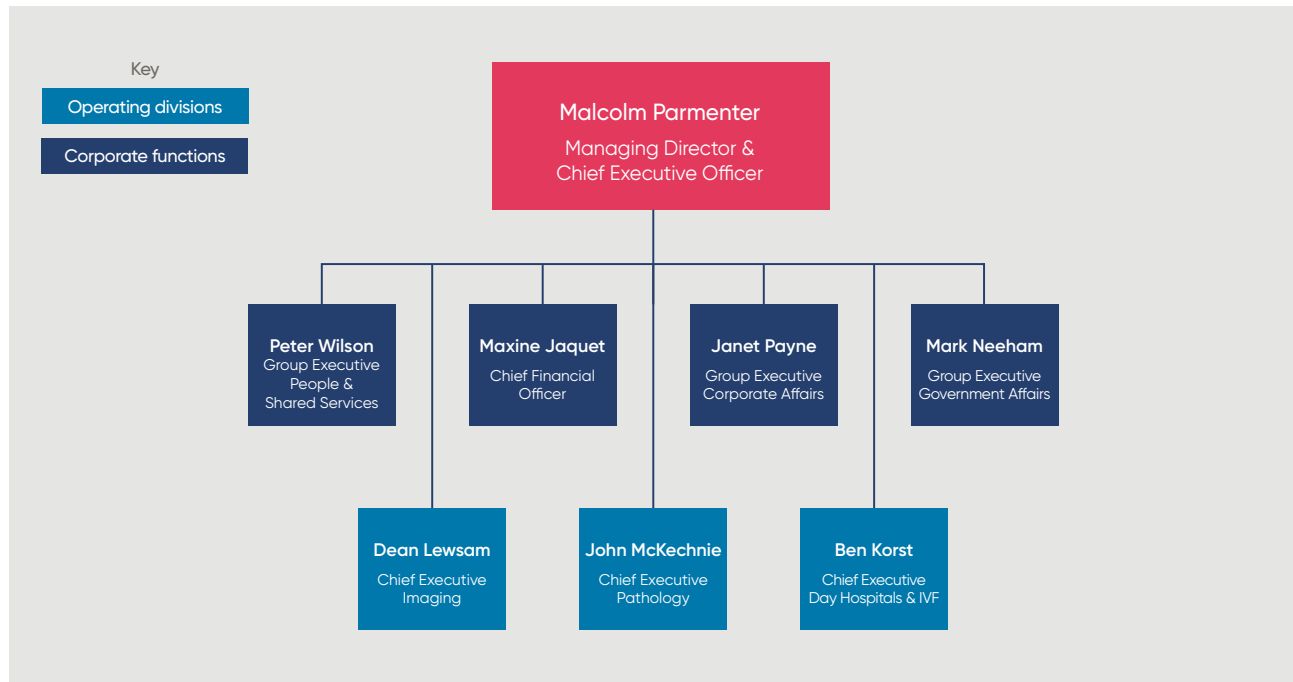 Key
Operating divisions
Corporate functions
Malcolm Parmenter
Managing Director &
Chief Executive Officer
Peter Wilson
Group Executive
People &
Shared Services
Maxine Jaquet
Chief Financial
Officer
Janet Payne
Group Executive
Corporate Affairs
Mark Neeham
Group Executive
Government Affairs
Dean Lewsam
Chief Executive
Imaging
John McKechnie
Chief Executive
Pathology
Ben Korst
Chief Executive
Day Hospitals & IVF